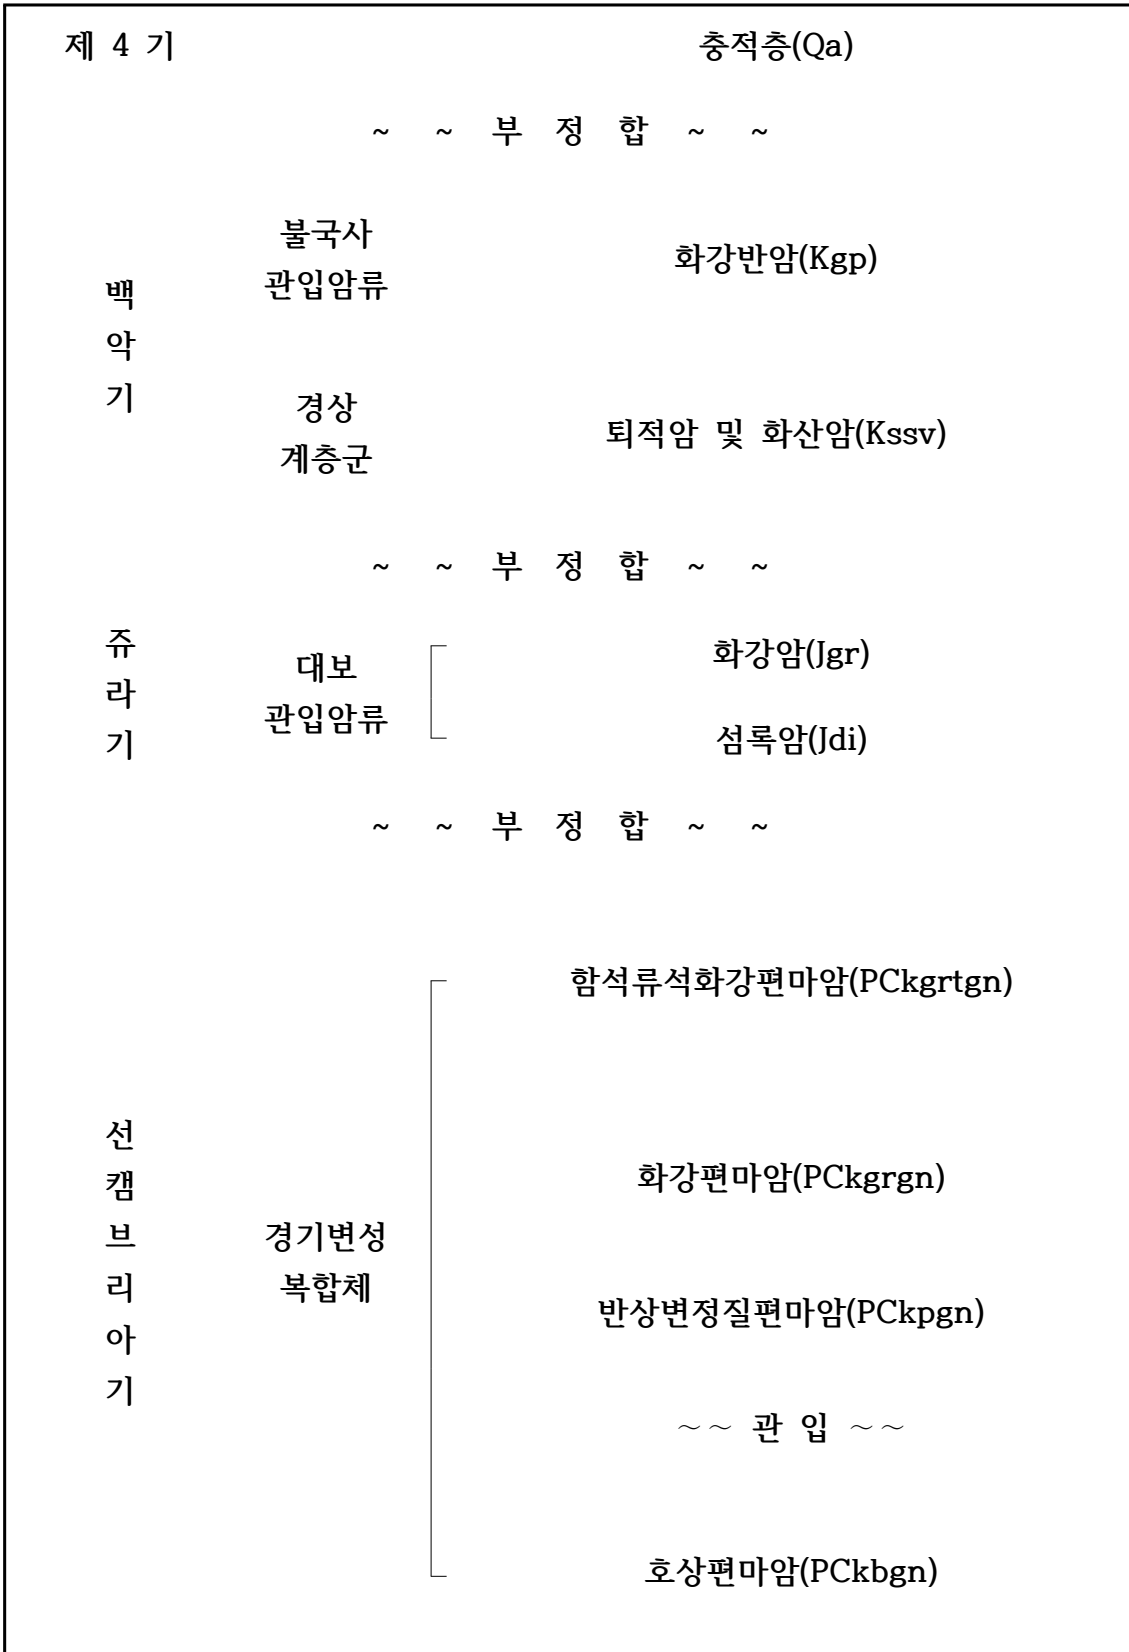 제 4 기 충적층(Qa)
~ ~ 부 정 합 ~ ~
백
악
기
불국사
관입암류
화강반암(Kgp)
경상
계층군
퇴적암 및 화산암(Kssv)
~ ~ 부 정 합 ~ ~
쥬
라
기
대보
관입암류
화강암(Jgr)
섬록암(Jdi)
~ ~ 부 정 합 ~ ~
선
캠
브
리
아
기
경기변성
복합체
함석류석화강편마암(PCkgrtgn)
화강편마암(PCkgrgn)
반상변정질편마암(PCkpgn)
~~ 관 입 ~~
호상편마암(PCkbgn)